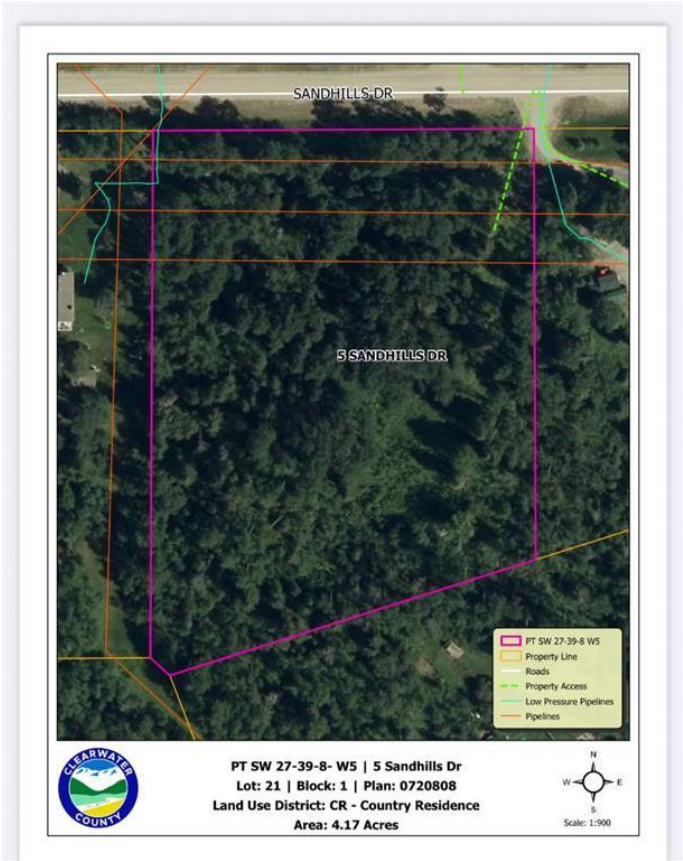 SANDHILLS DR
5 SANDHILLS DR
PT SW 27-39-8 W5
Property Line
Roads
Property Access
Low Pressure Pipelines
Pipelines
CLEARWATER
COUNTY
PT SW 27-39-8- W5 | 5 Sandhills Dr
Lot: 21 | Block: 1 | Plan: 0720808
Land Use District: CR - Country Residence
Area: 4.17 Acres
N
W
E
S
Scale: 1:900